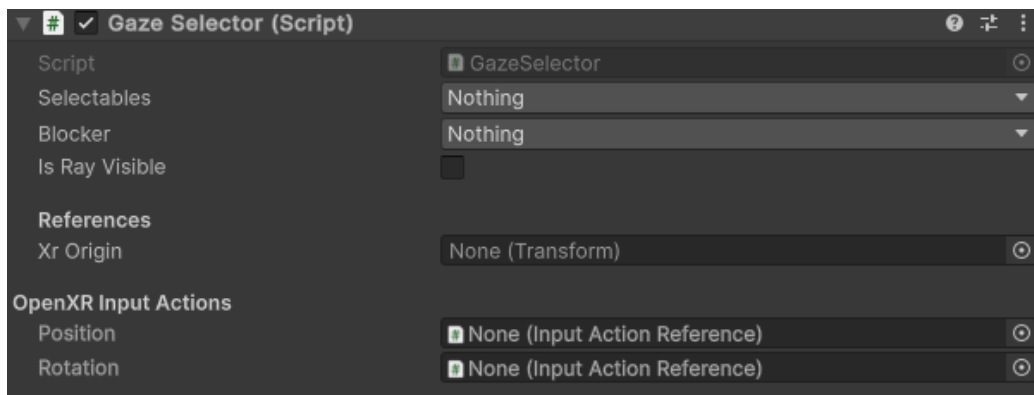 Gaze Selector (Script)
Script GazeSelector
Selectables Nothing
Blocker Nothing
Is Ray Visible
References
Xr Origin None (Transform)
OpenXR Input Actions
Position None (Input Action Reference)
Rotation None (Input Action Reference)